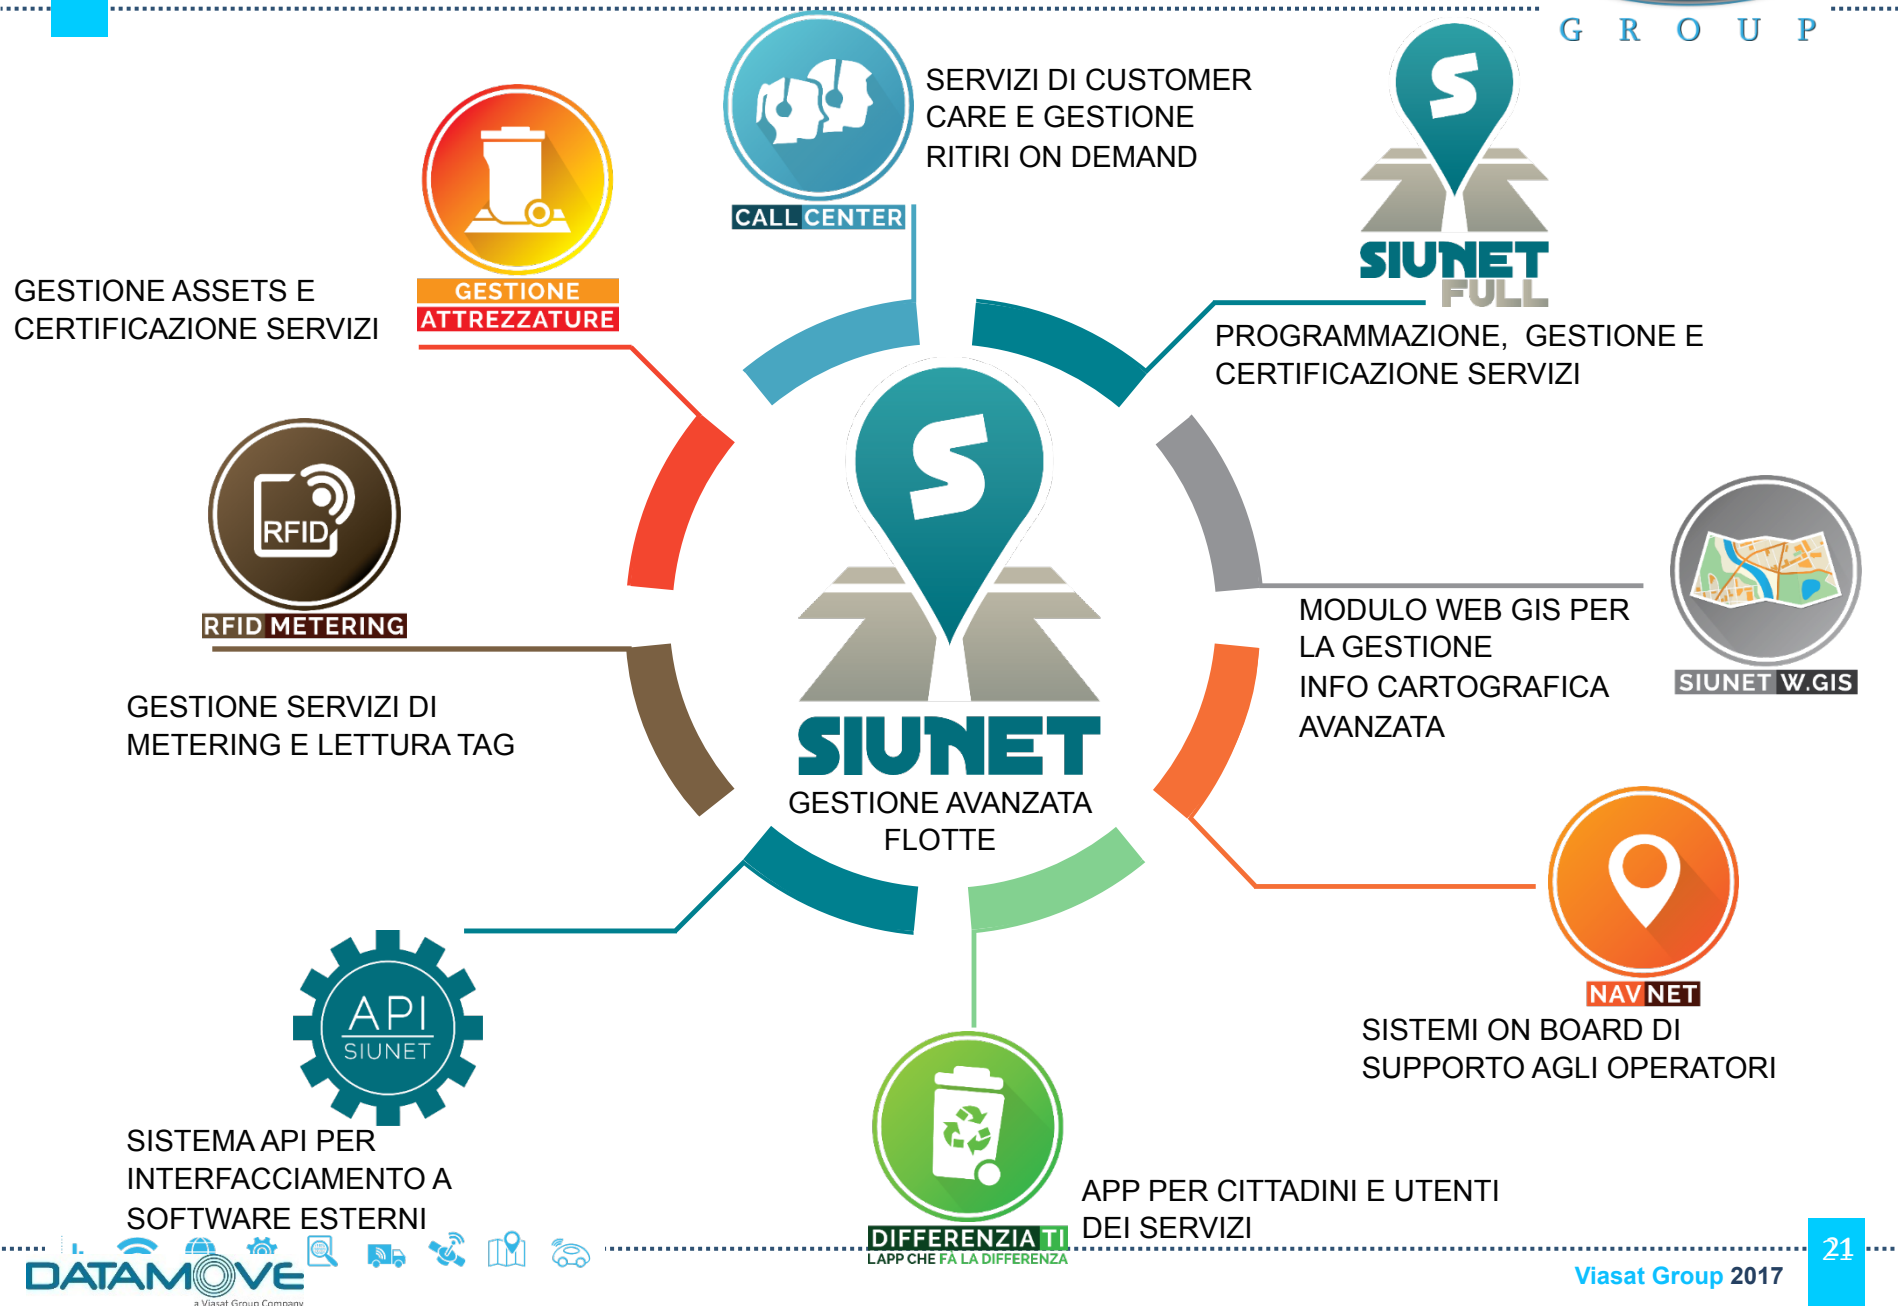 G R O U P
SERVIZI DI CUSTOMER
CARE E GESTIONE
RITIRI ON DEMAND
CALL CENTER
S
SIUNET
FULL
PROGRAMMAZIONE, GESTIONE E
CERTIFICAZIONE SERVIZI
GESTIONE
ATTREZZATURE
GESTIONE ASSETS E
CERTIFICAZIONE SERVIZI
RFID
RFID METERING
GESTIONE SERVIZI DI
METERING E LETTURA TAG
S
SIUNET
GESTIONE AVANZATA
FLOTTE
SIUNET W.GIS
MODULO WEB GIS PER
LA GESTIONE
INFO CARTOGRAFICA
AVANZATA
NAVNET
SISTEMI ON BOARD DI
SUPPORTO AGLI OPERATORI
API
SIUNET
SISTEMA API PER
INTERFACCIAMENTO A
SOFTWARE ESTERNI
DIFFERENZIATI
L'APP CHE FÀ LA DIFFERENZA
APP PER CITTADINI E UTENTI
DEI SERVIZI
DATAMOVE
a Viasat Group Company
Viasat Group 2017
21